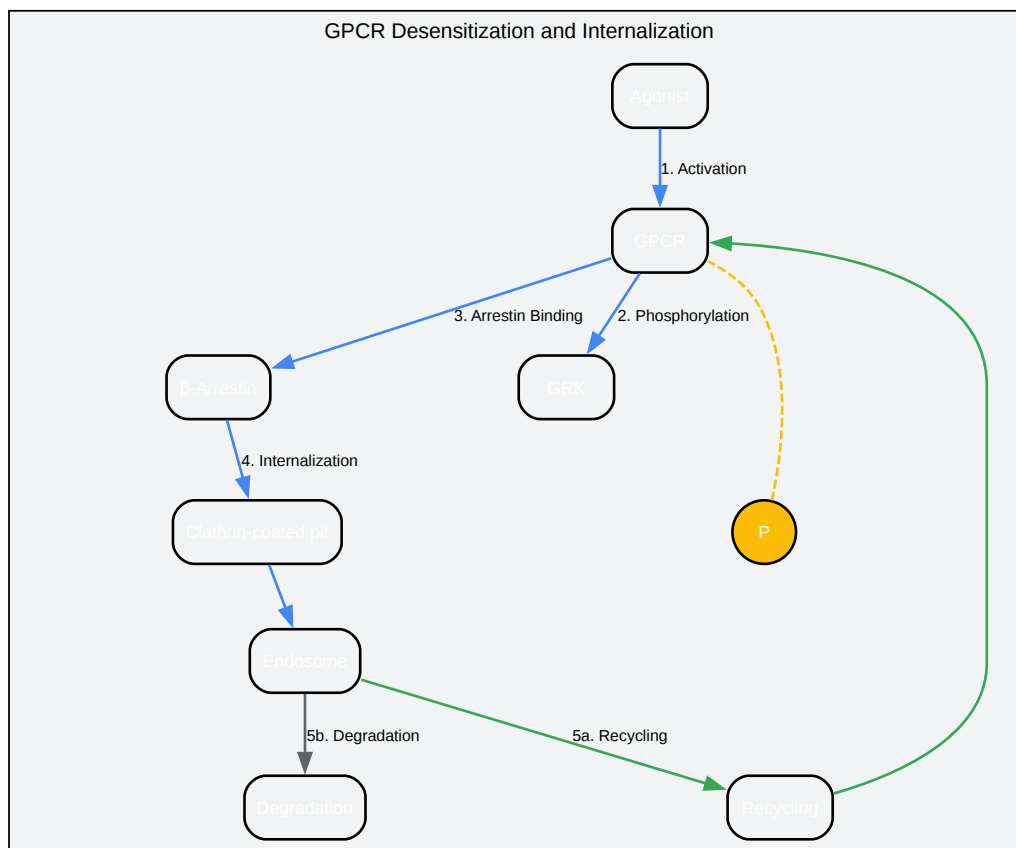 GPCR Desensitization and Internalization
Agonist
1. Activation
GPCR
3. Arrestin Binding
2. Phosphorylation
β-Arrestin
GRK
4. Internalization
Clathrin-coated pit
P
Endosome
5b. Degradation
5a. Recycling
Degradation
Recycling